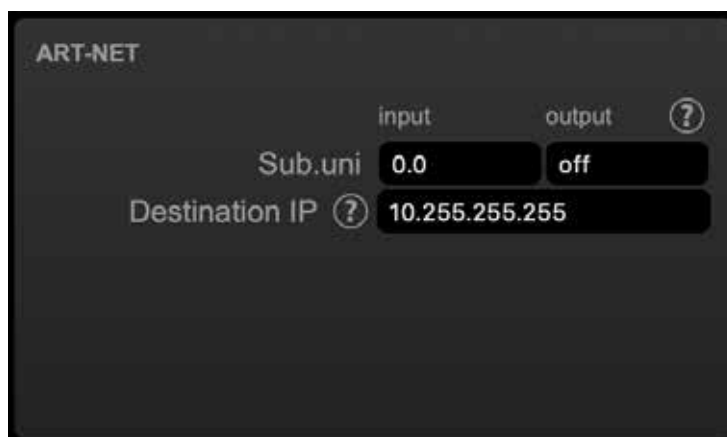 ART-NET
input output ?
Sub.uni 0.0 off
Destination IP ? 10.255.255.255